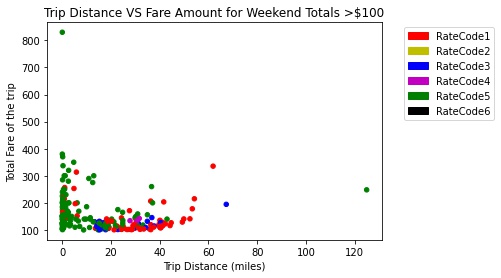 Trip Distance VS Fare Amount for Weekend Totals >$100
RateCode1
RateCode2
RateCode3
RateCode4
RateCode5
RateCode6
Total Fare of the trip
800
700
600
500
400
300
200
100
0
20
40
60
80
100
120
Trip Distance (miles)